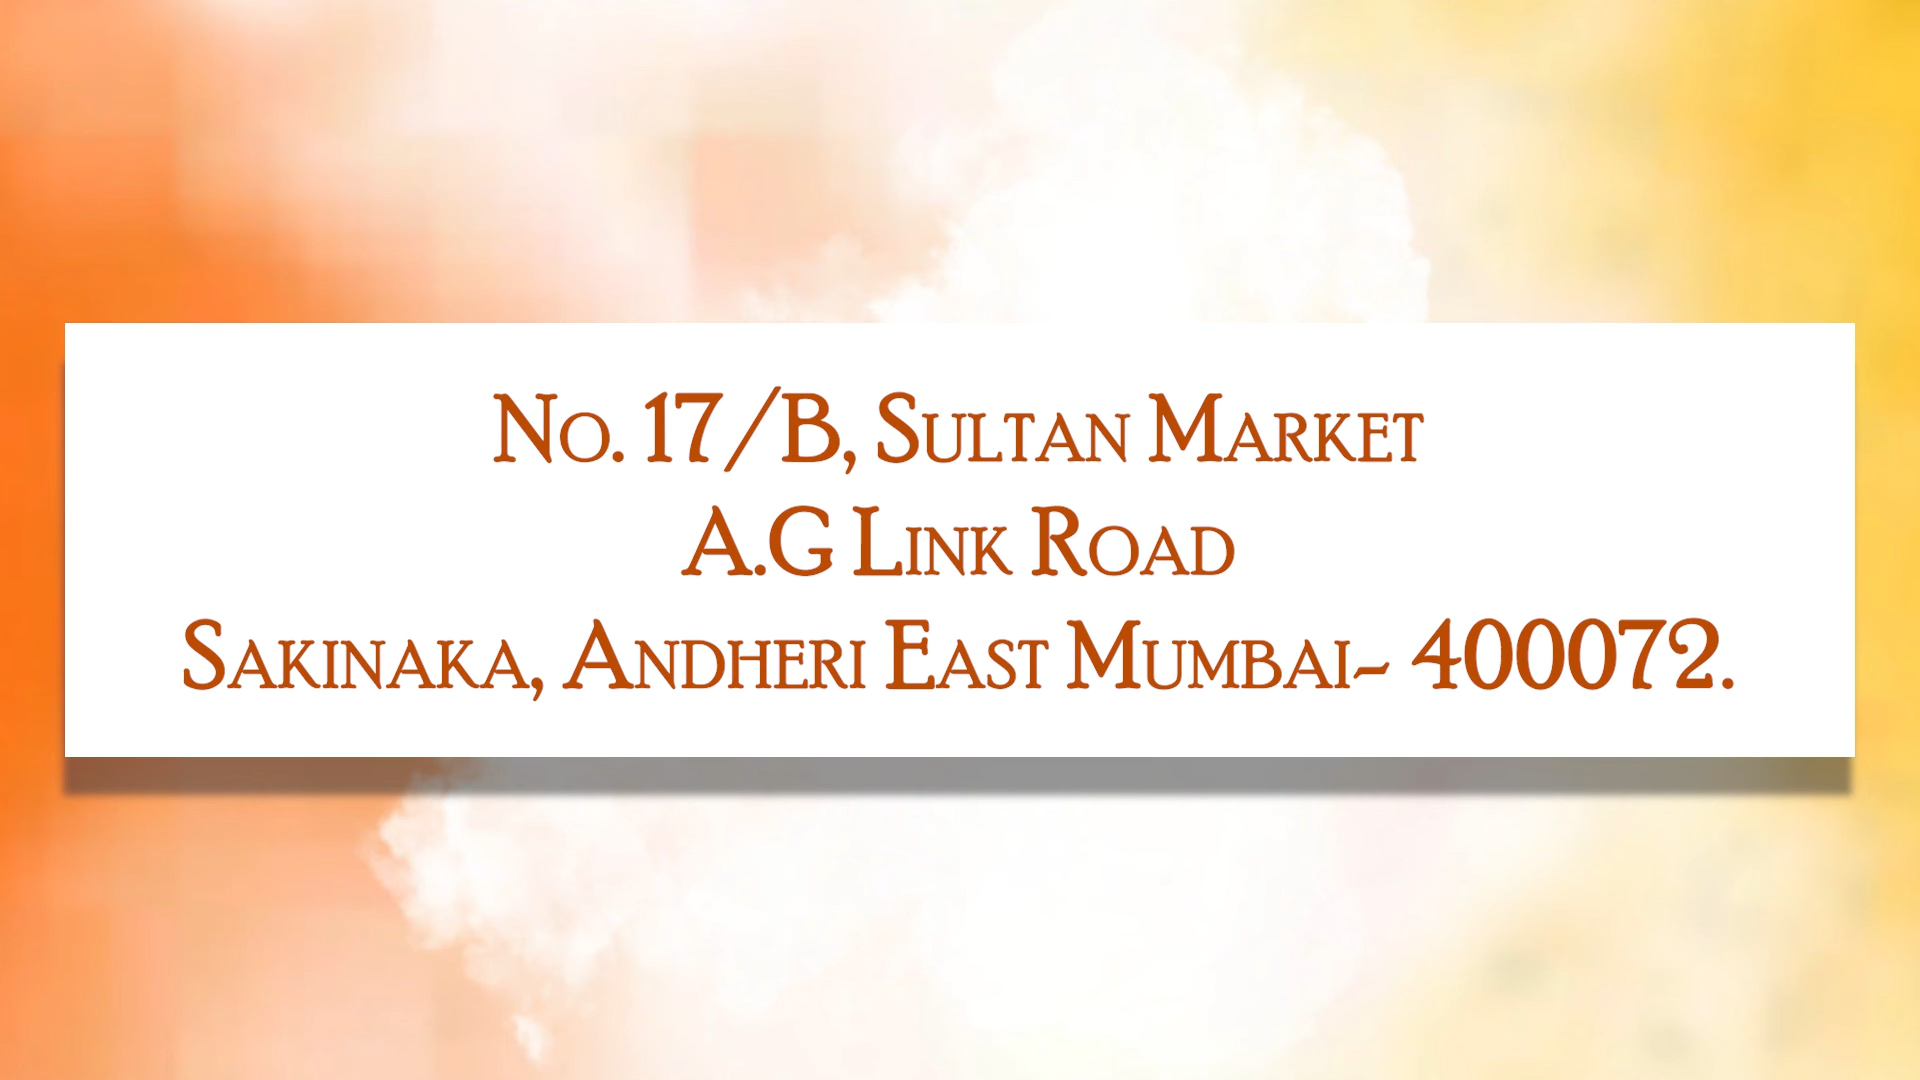 No. 17/B, Sultan Market
A.G Link Road
Sakinaka, Andheri East Mumbai- 400072.